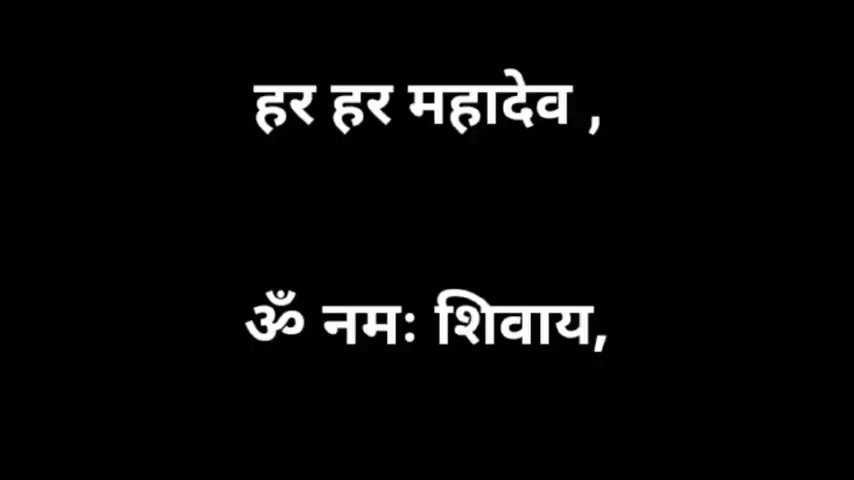 हर हर महादेव ,
ॐ नमः शिवाय,